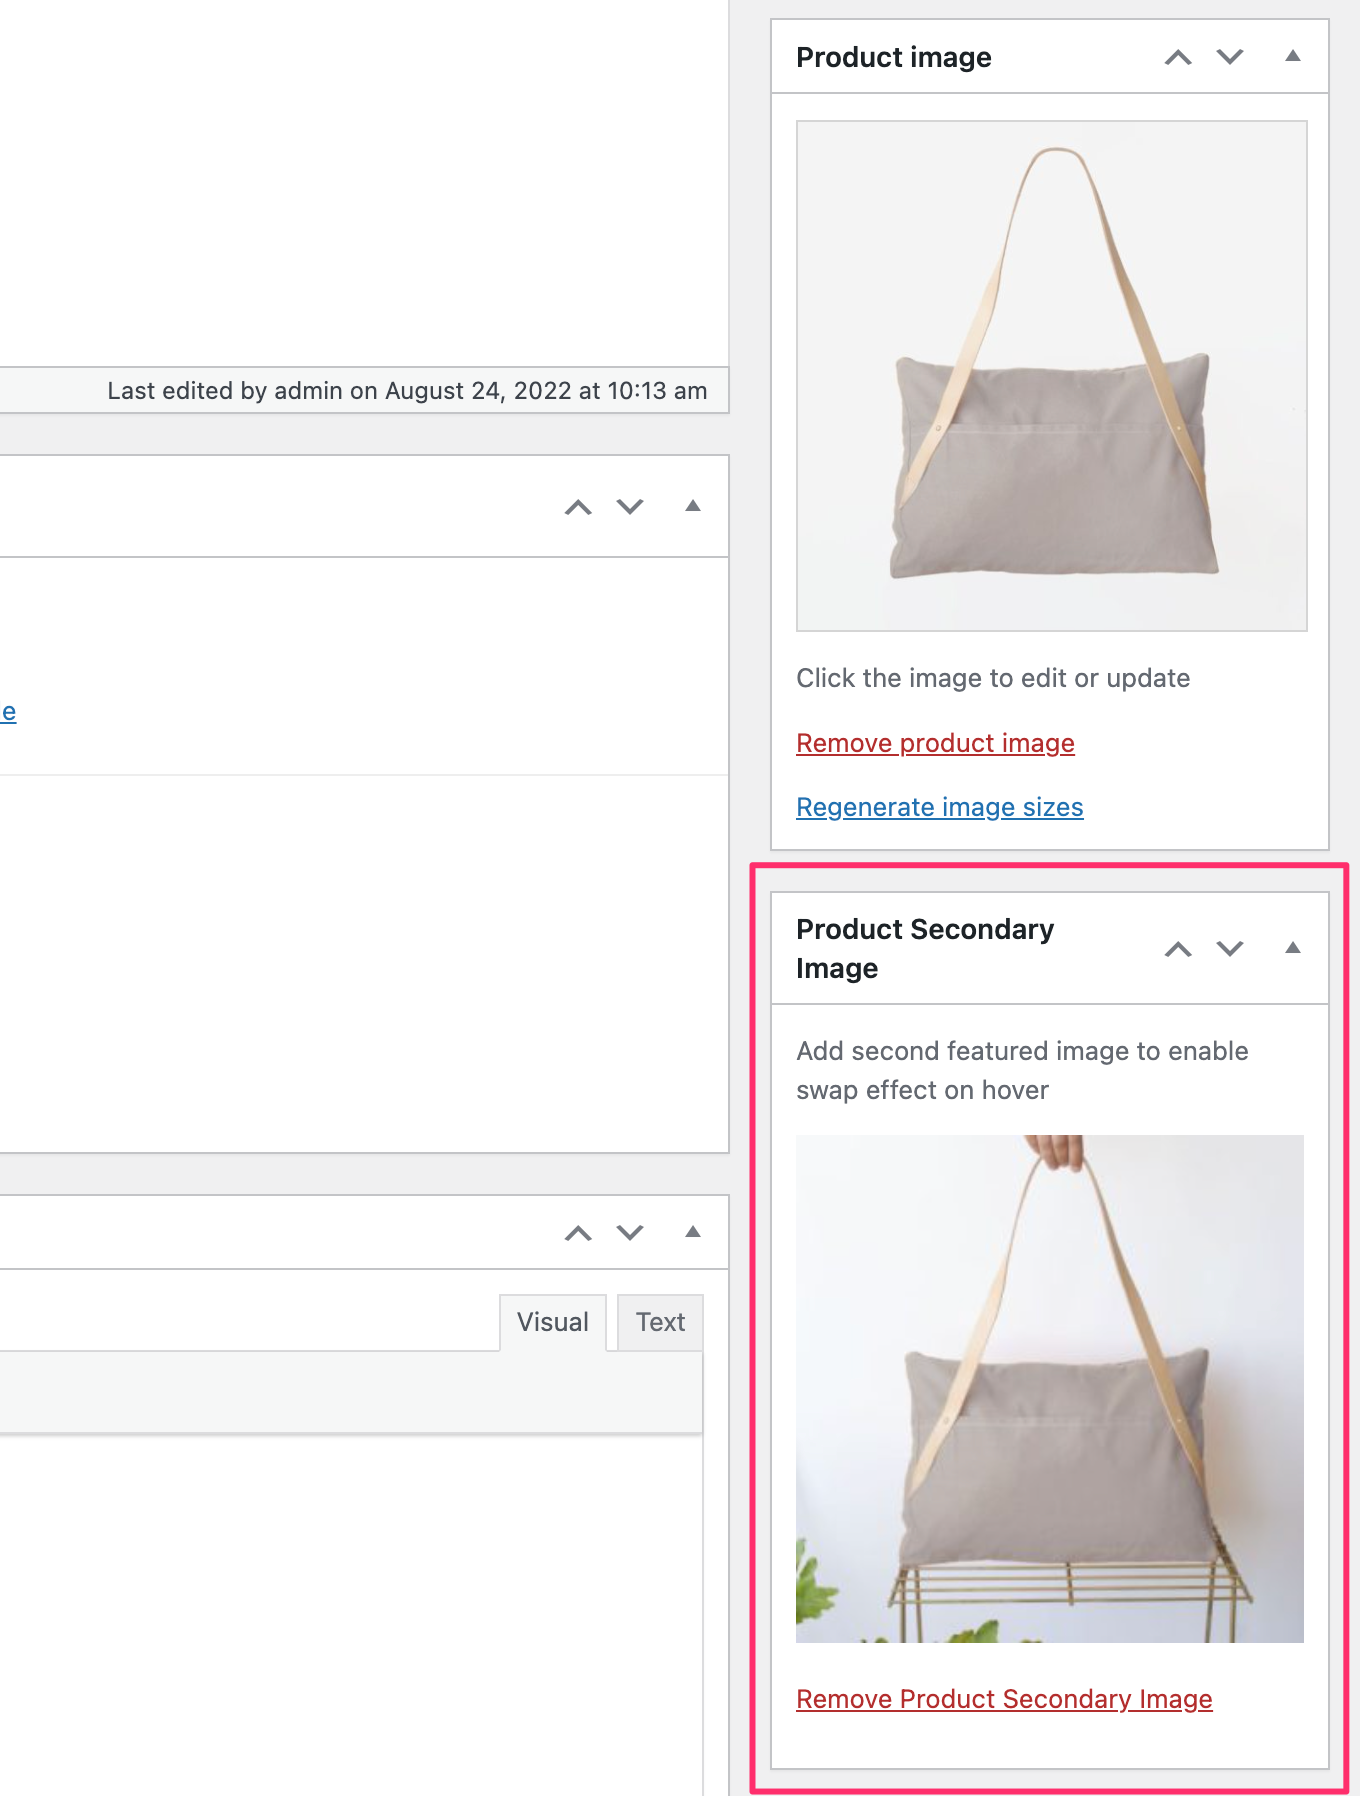 Product image
Click the image to edit or update
Remove product image
Regenerate image sizes
Last edited by admin on August 24, 2022 at 10:13 am
e
Product Secondary
Image
Add second featured image to enable
swap effect on hover
Remove Product Secondary Image
Visual
Text